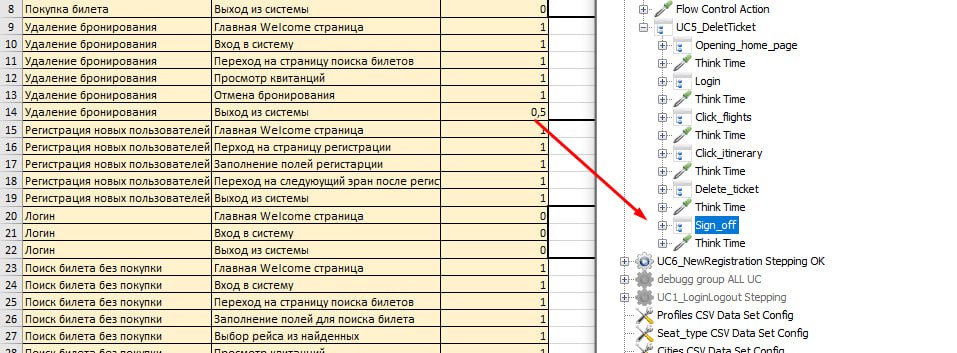 8 Покупка билета Выход из системы 0
9 Удаление бронирования Главная Welcome страница 1
10 Удаление бронирования Вход в систему 1
11 Удаление бронирования Переход на страницу поиска билетов 1
12 Удаление бронирования Просмотр квитанций 1
13 Удаление бронирования Отмена бронирования 1
14 Удаление бронирования Выход из системы 0,5
15 Регистрация новых пользователей Главная Welcome страница 1
16 Регистрация новых пользователей Перход на страницу регистрации 1
17 Регистрация новых пользователей Заполнение полей регистарции 1
18 Регистрация новых пользователей Переход на следуюущий эран после регис 1
19 Регистрация новых пользователей Выход из системы 1
20 Логин Главная Welcome страница 0
21 Логин Вход в систему 0
22 Логин Выход из системы 0
23 Поиск билета без покупки Главная Welcome страница 1
24 Поиск билета без покупки Вход в систему 1
25 Поиск билета без покупки Переход на страницу поиска билетов 1
26 Поиск билета без покупки Заполнение полей для поиска билета 1
27 Поиск билета без покупки Выбор рейса из найденных 1
28 Поиск билета без покупки Просмотр квитанций 1
Flow Control Action
UC5_DeletTicket
Opening_home_page
Think Time
Login
Think Time
Click_flights
Think Time
Click_itinerary
Think Time
Delete_ticket
Think Time
Sign_off
Think Time
UC6_NewRegistration Stepping OK
debugg group ALL UC
UC1_LoginLogout Stepping
Profiles CSV Data Set Config
Seat_type CSV Data Set Config
Cities CSV Data Set Config